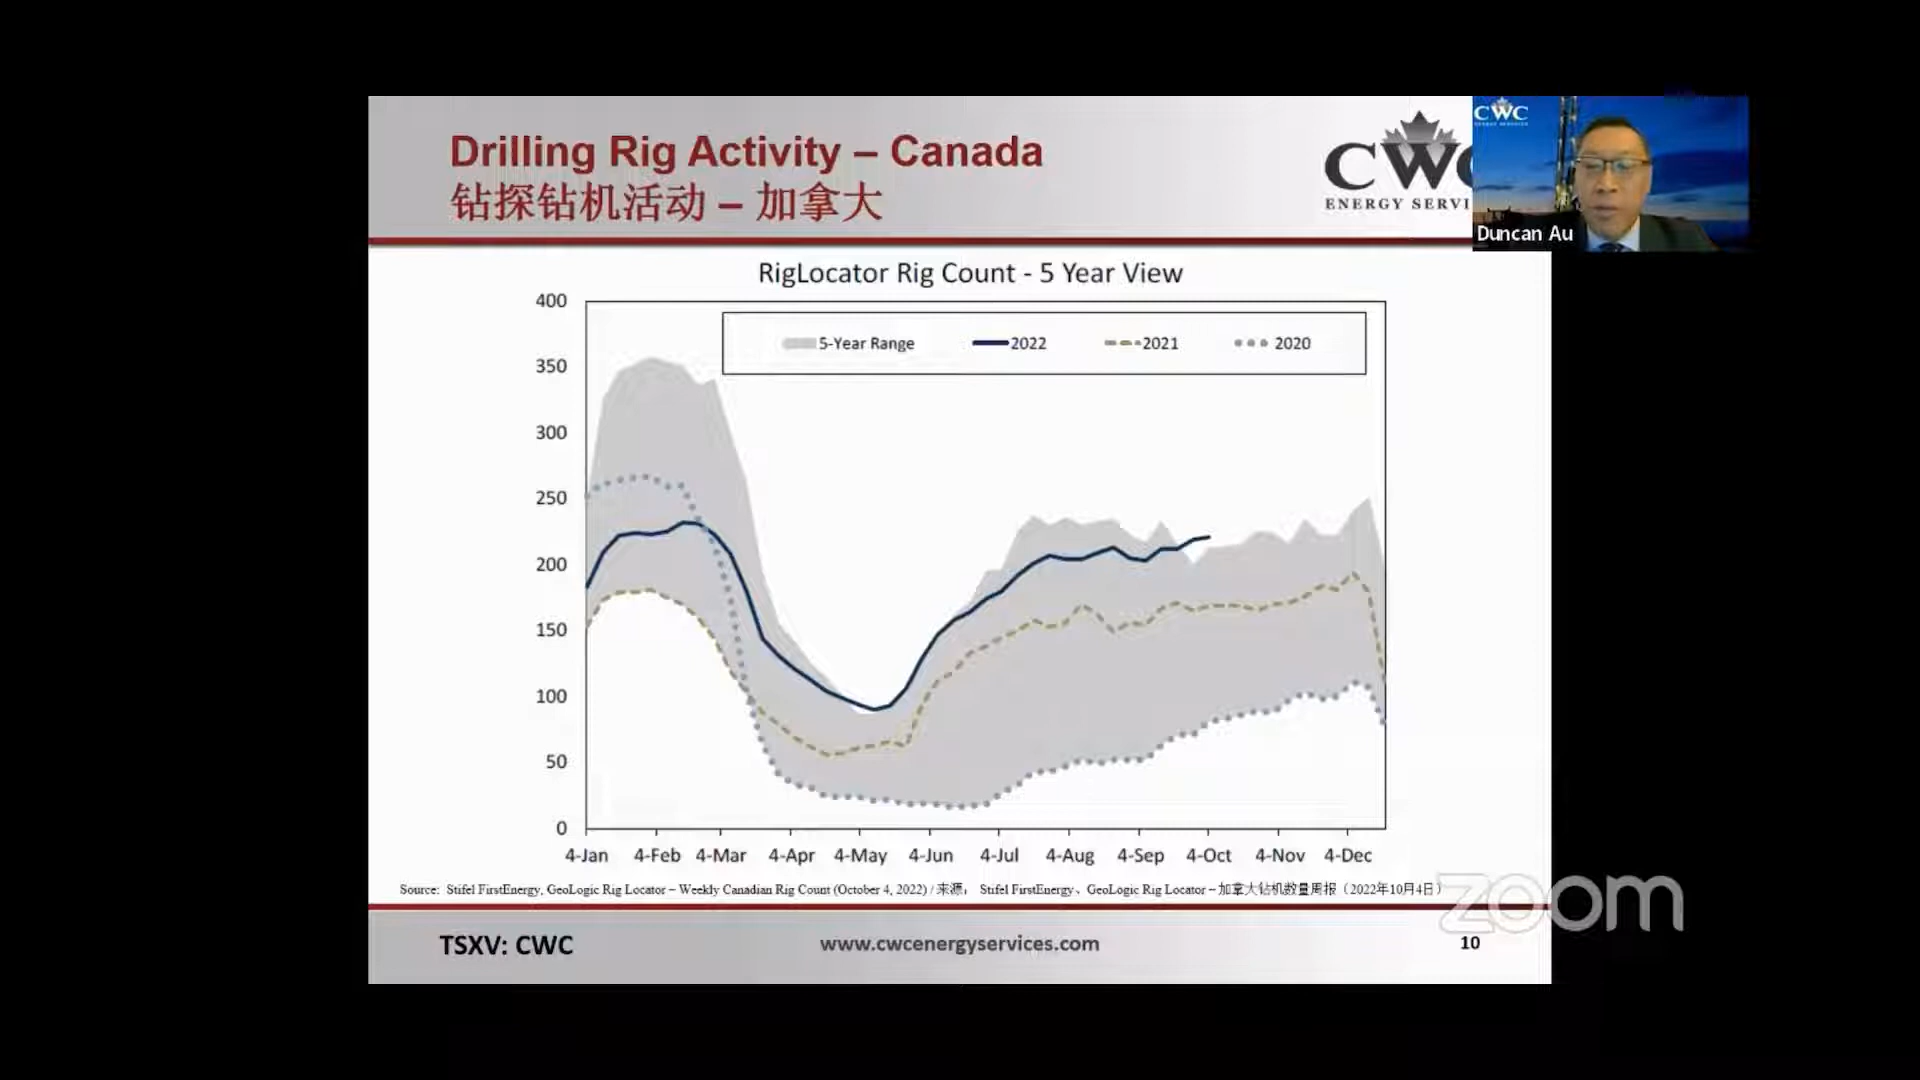 Drilling Rig Activity – Canada
钻探钻机活动 – 加拿大
CWC
ENERGY SERVI
CWC
Duncan Au
RigLocator Rig Count - 5 Year View
5-Year Range 2022 2021 2020
400
350
300
250
200
150
100
50
0
4-Jan 4-Feb 4-Mar 4-Apr 4-May 4-Jun 4-Jul 4-Aug 4-Sep 4-Oct 4-Nov 4-Dec
Source: Stifel FirstEnergy, GeoLogic Rig Locator – Weekly Canadian Rig Count (October 4, 2022) / 来源： Stifel FirstEnergy、GeoLogic Rig Locator – 加拿大钻机数量周报（2022年10月4日）
zoom
TSXV: CWC www.cwcenergyservices.com 10